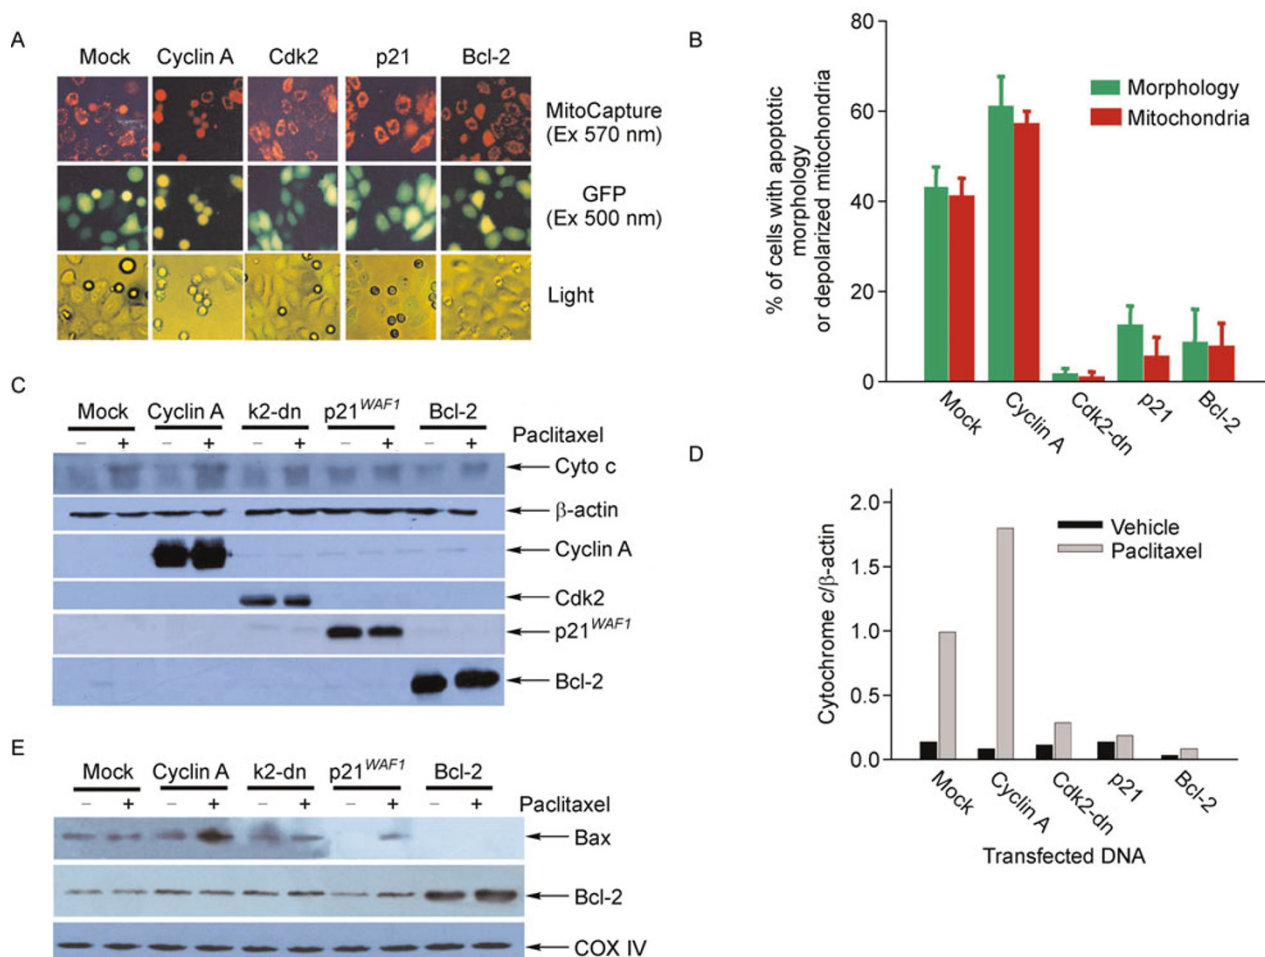 A
Mock Cyclin A Cdk2 p21 Bcl-2
MitoCapture
(Ex 570 nm)
GFP
(Ex 500 nm)
Light
B
80
60
40
20
0
% of cells with apoptotic
morphology
or depolarized mitochondria
Morphology
Mitochondria
Mock Cyclin A Cdk2-dn p21 Bcl-2
C
Mock Cyclin A k2-dn p21WAF1 Bcl-2
– + – + – + – + – + Paclitaxel
Cyto c
β-actin
Cyclin A
Cdk2
p21WAF1
Bcl-2
D
2.0
1.5
1.0
0.5
0.0
Cytochrome c/β-actin
Vehicle
Paclitaxel
Mock Cyclin A Cdk2-dn p21 Bcl-2
Transfected DNA
E
Mock Cyclin A k2-dn p21WAF1 Bcl-2
– + – + – + – + – + Paclitaxel
Bax
Bcl-2
COX IV